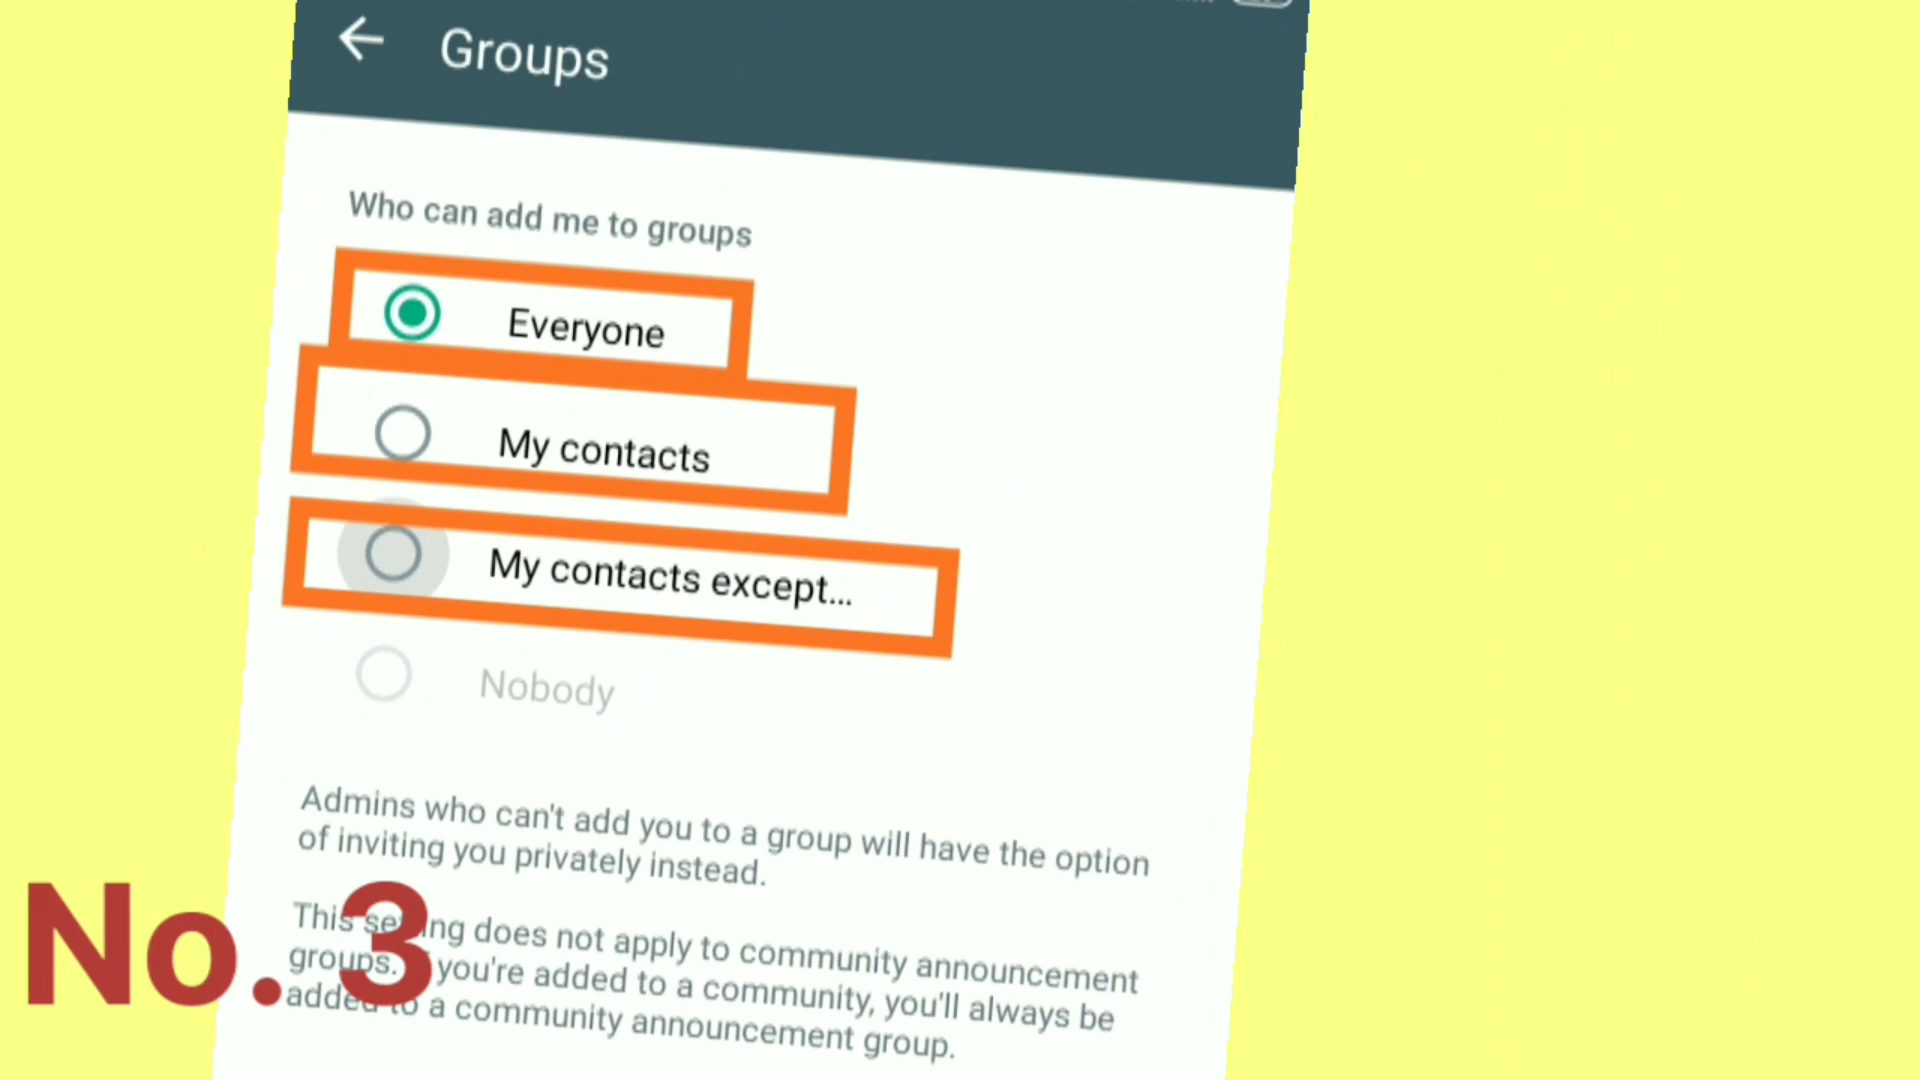 Groups
Who can add me to groups
Everyone
My contacts
My contacts except...
Nobody
Admins who can't add you to a group will have the option
of inviting you privately instead.
This ng does not apply to community announcement
groups. you're added to a community, you'll always be
added to a community announcement group.
No. 3